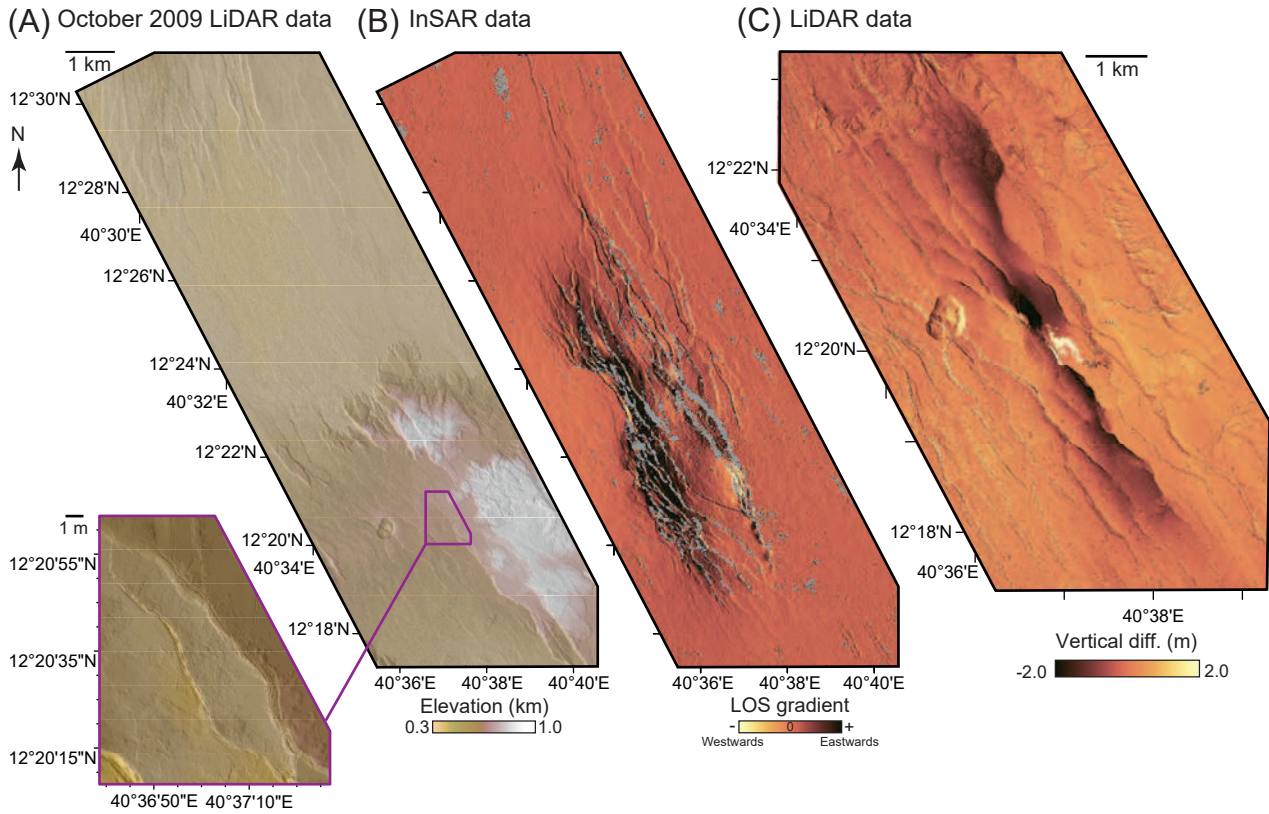 (A) October 2009 LiDAR data
(B) InSAR data
(C) LiDAR data
1 km
12°30'N
N
12°28'N
40°30'E
12°26'N
12°24'N
40°32'E
12°22'N
12°20'N
40°34'E
12°18'N
40°36'E 40°38'E 40°40'E
Elevation (km)
0.3 1.0
1 m
12°20'55"N
12°20'35"N
12°20'15"N
40°36'50"E 40°37'10"E
40°36'E 40°38'E 40°40'E
LOS gradient
- 0 +
Westwards Eastwards
1 km
12°22'N
40°34'E
12°20'N
12°18'N
40°36'E
40°38'E
Vertical diff. (m)
-2.0 2.0